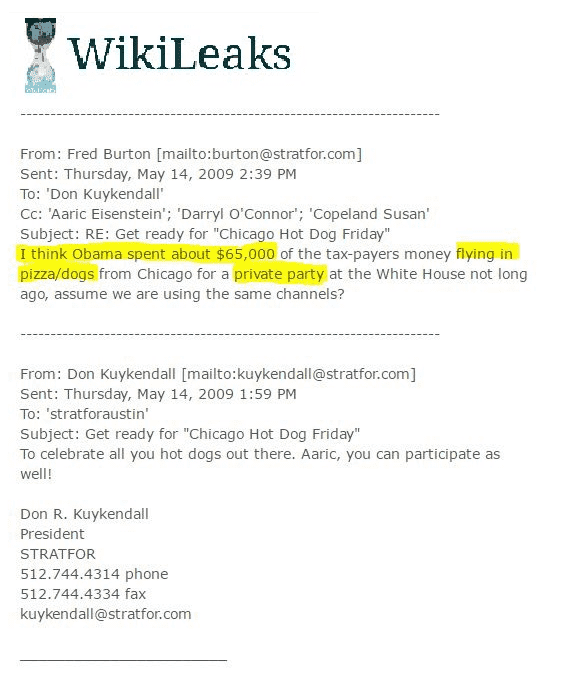 WikiLeaks
----------------------------------------------------------------------
From: Fred Burton [mailto:burton@stratfor.com]
Sent: Thursday, May 14, 2009 2:39 PM
To: 'Don Kuykendall'
Cc: 'Aaric Eisenstein'; 'Darryl O'Connor'; 'Copeland Susan'
Subject: RE: Get ready for "Chicago Hot Dog Friday"
I think Obama spent about $65,000 of the tax-payers money flying in
pizza/dogs from Chicago for a private party at the White House not long
ago, assume we are using the same channels?
----------------------------------------------------------------------
From: Don Kuykendall [mailto:kuykendall@stratfor.com]
Sent: Thursday, May 14, 2009 1:59 PM
To: 'stratforaustin'
Subject: Get ready for "Chicago Hot Dog Friday"
To celebrate all you hot dogs out there. Aaric, you can participate as
well!
Don R. Kuykendall
President
STRATFOR
512.744.4314 phone
512.744.4334 fax
kuykendall@stratfor.com